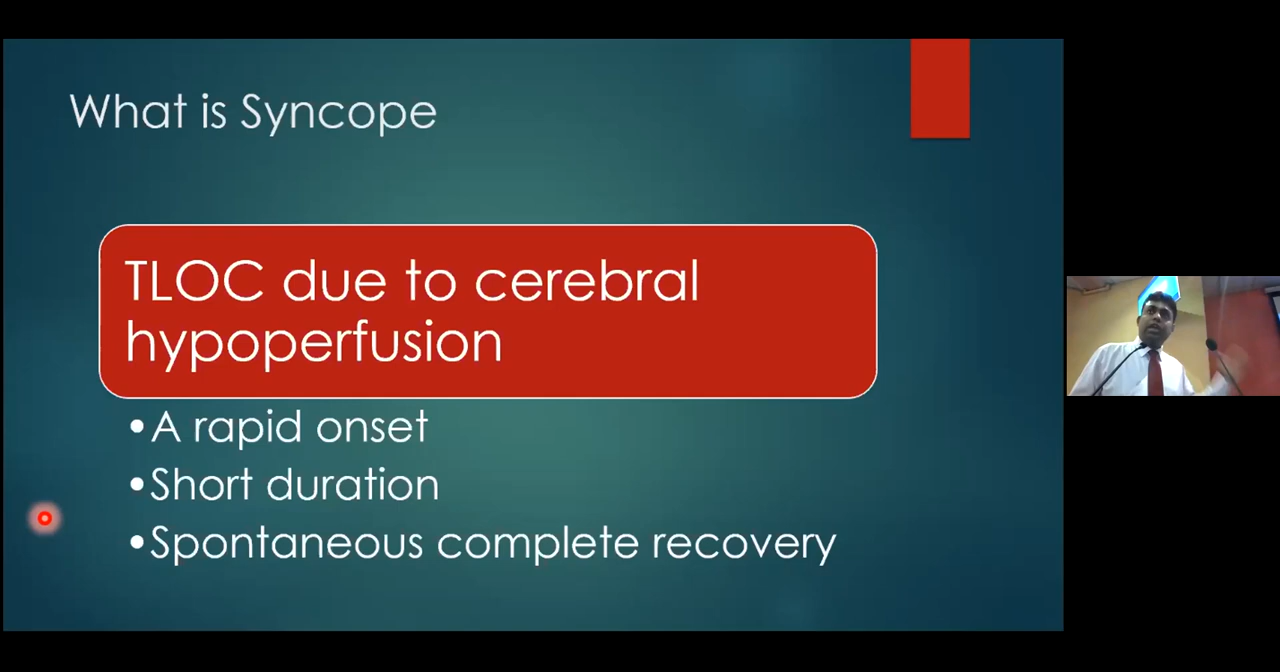 What is Syncope
TLOC due to cerebral
hypoperfusion
•A rapid onset
•Short duration
•Spontaneous complete recovery